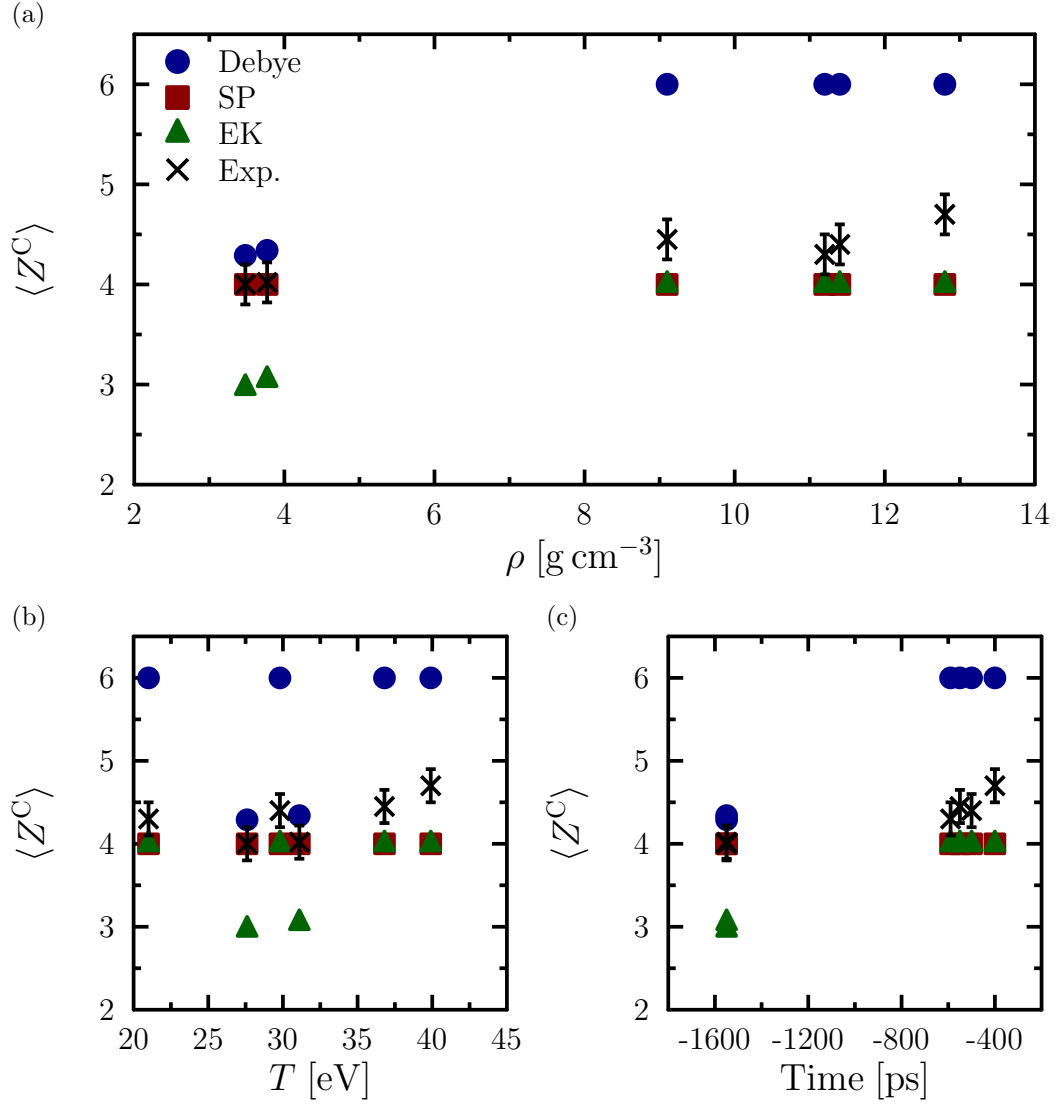 (a)
6
5
4
3
2
⟨Z^C⟩
Debye
SP
EK
Exp.
2 4 6 8 10 12 14
ρ [g cm⁻³]
(b)
6
5
4
3
2
⟨Z^C⟩
20 25 30 35 40 45
T [eV]
(c)
6
5
4
3
2
⟨Z^C⟩
-1600 -1200 -800 -400
Time [ps]